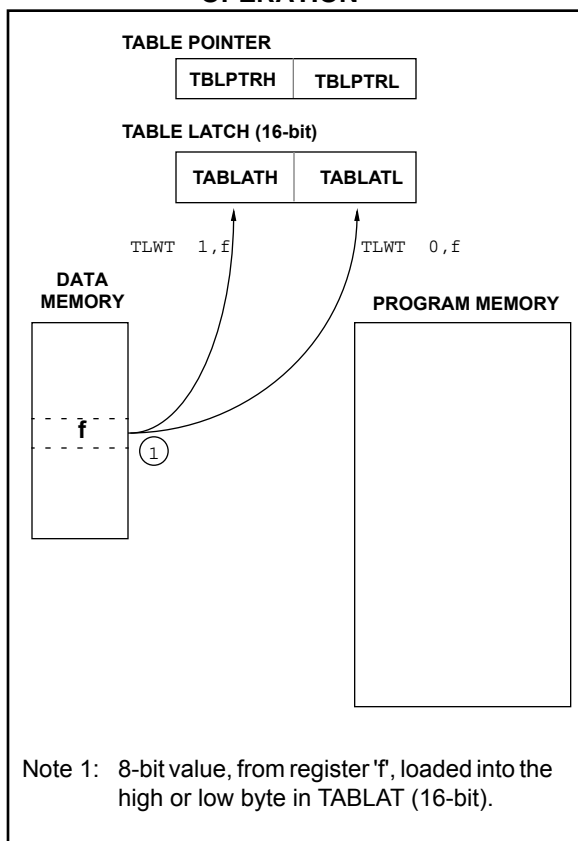 OPERATION
TABLE POINTER
TBLPTRH TBLPTRL
TABLE LATCH (16-bit)
TABLATH TABLATL
TLWT 1,f TLWT 0,f
DATA
MEMORY
PROGRAM MEMORY
f
1
Note 1: 8-bit value, from register 'f', loaded into the
high or low byte in TABLAT (16-bit).